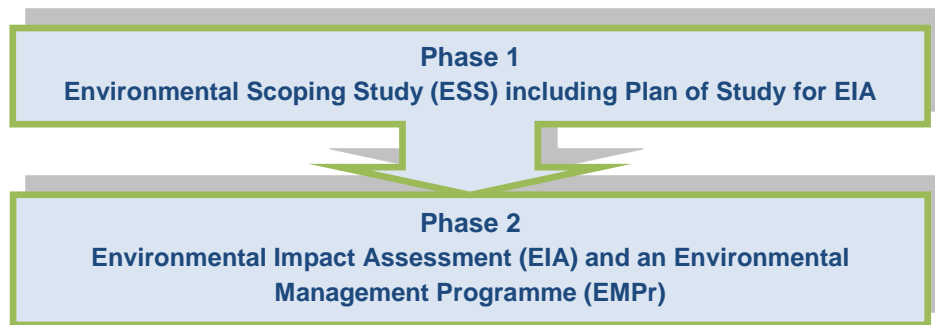 Phase 1
Environmental Scoping Study (ESS) including Plan of Study for EIA
Phase 2
Environmental Impact Assessment (EIA) and an Environmental
Management Programme (EMPr)